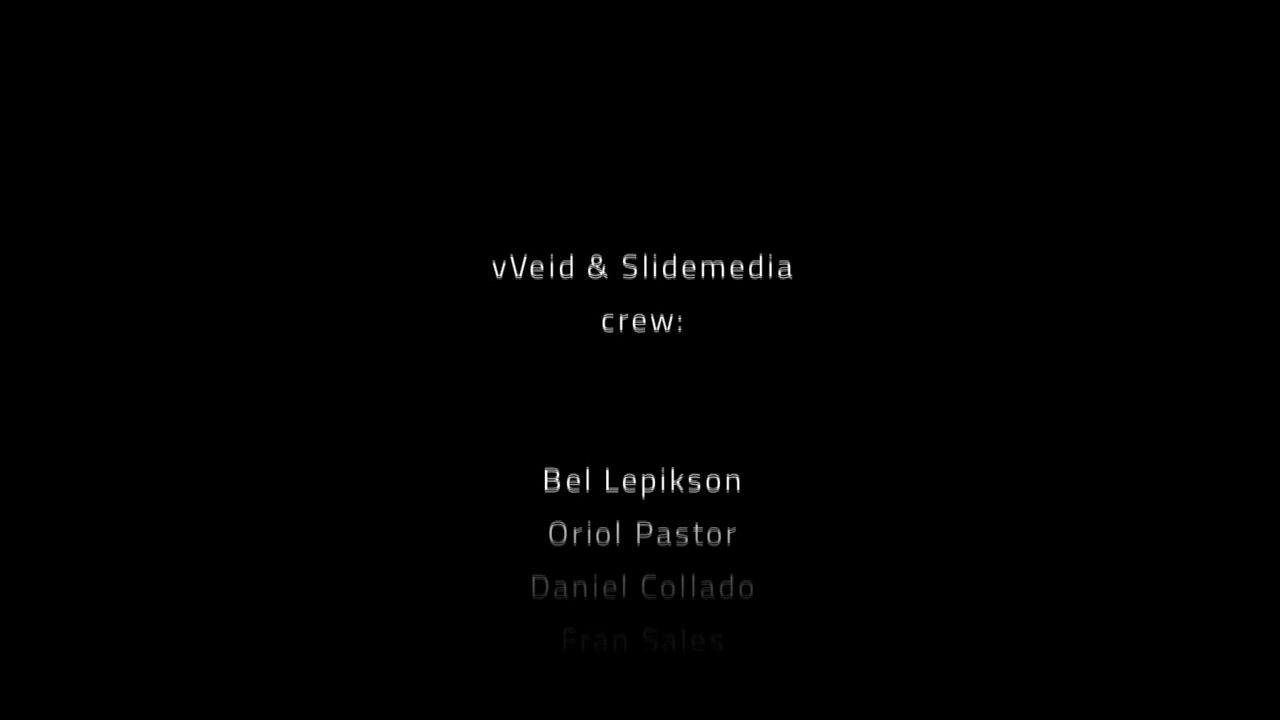 vVeid & Slidemedia
crew:
Bel Lepikson
Oriol Pastor
Daniel Collado
Fran Sales